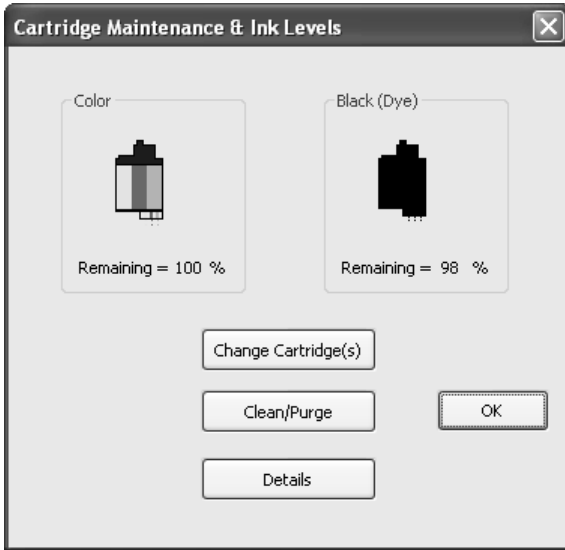 Cartridge Maintenance & Ink Levels
Color
Black (Dye)
Remaining = 100 %
Remaining = 98 %
Change Cartridge(s)
Clean/Purge
OK
Details